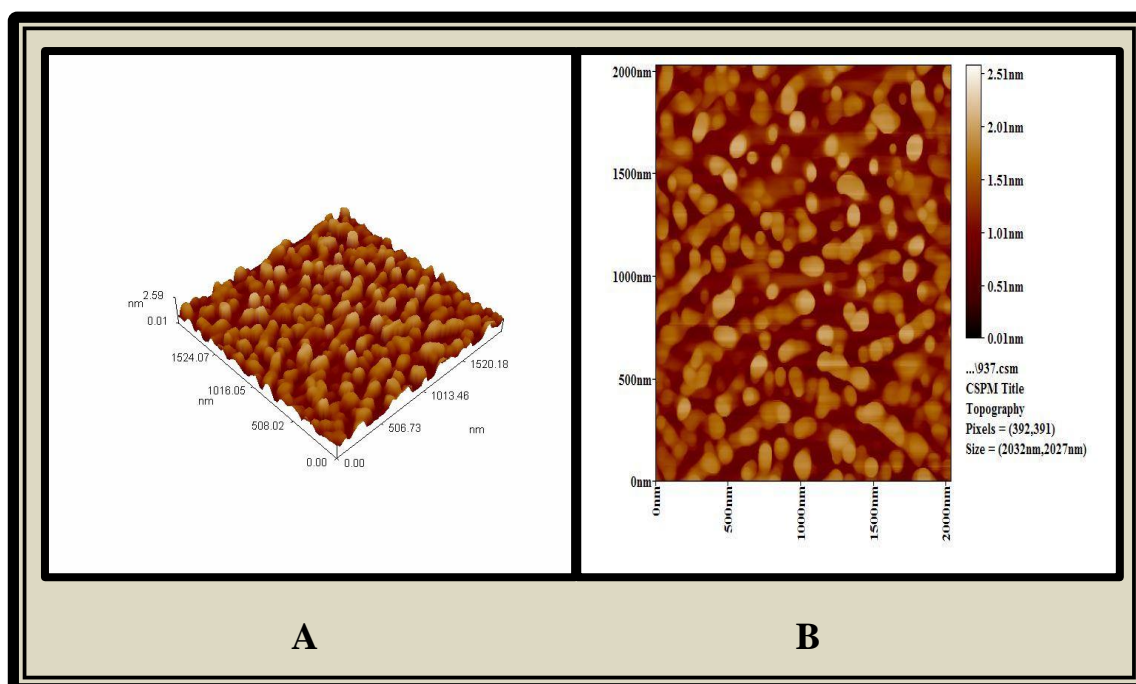 2.59
nm
0.01
1524.07
1016.05
nm
508.02
0.00
0.00
506.73
1013.46
nm
1520.18
2000nm
1500nm
1000nm
500nm
0nm
0nm
500nm
1000nm
1500nm
2000nm
2.51nm
2.01nm
1.51nm
1.01nm
0.51nm
0.01nm
...\937.csm
CSPM Title
Topography
Pixels = (392,391)
Size = (2032nm,2027nm)
A
B